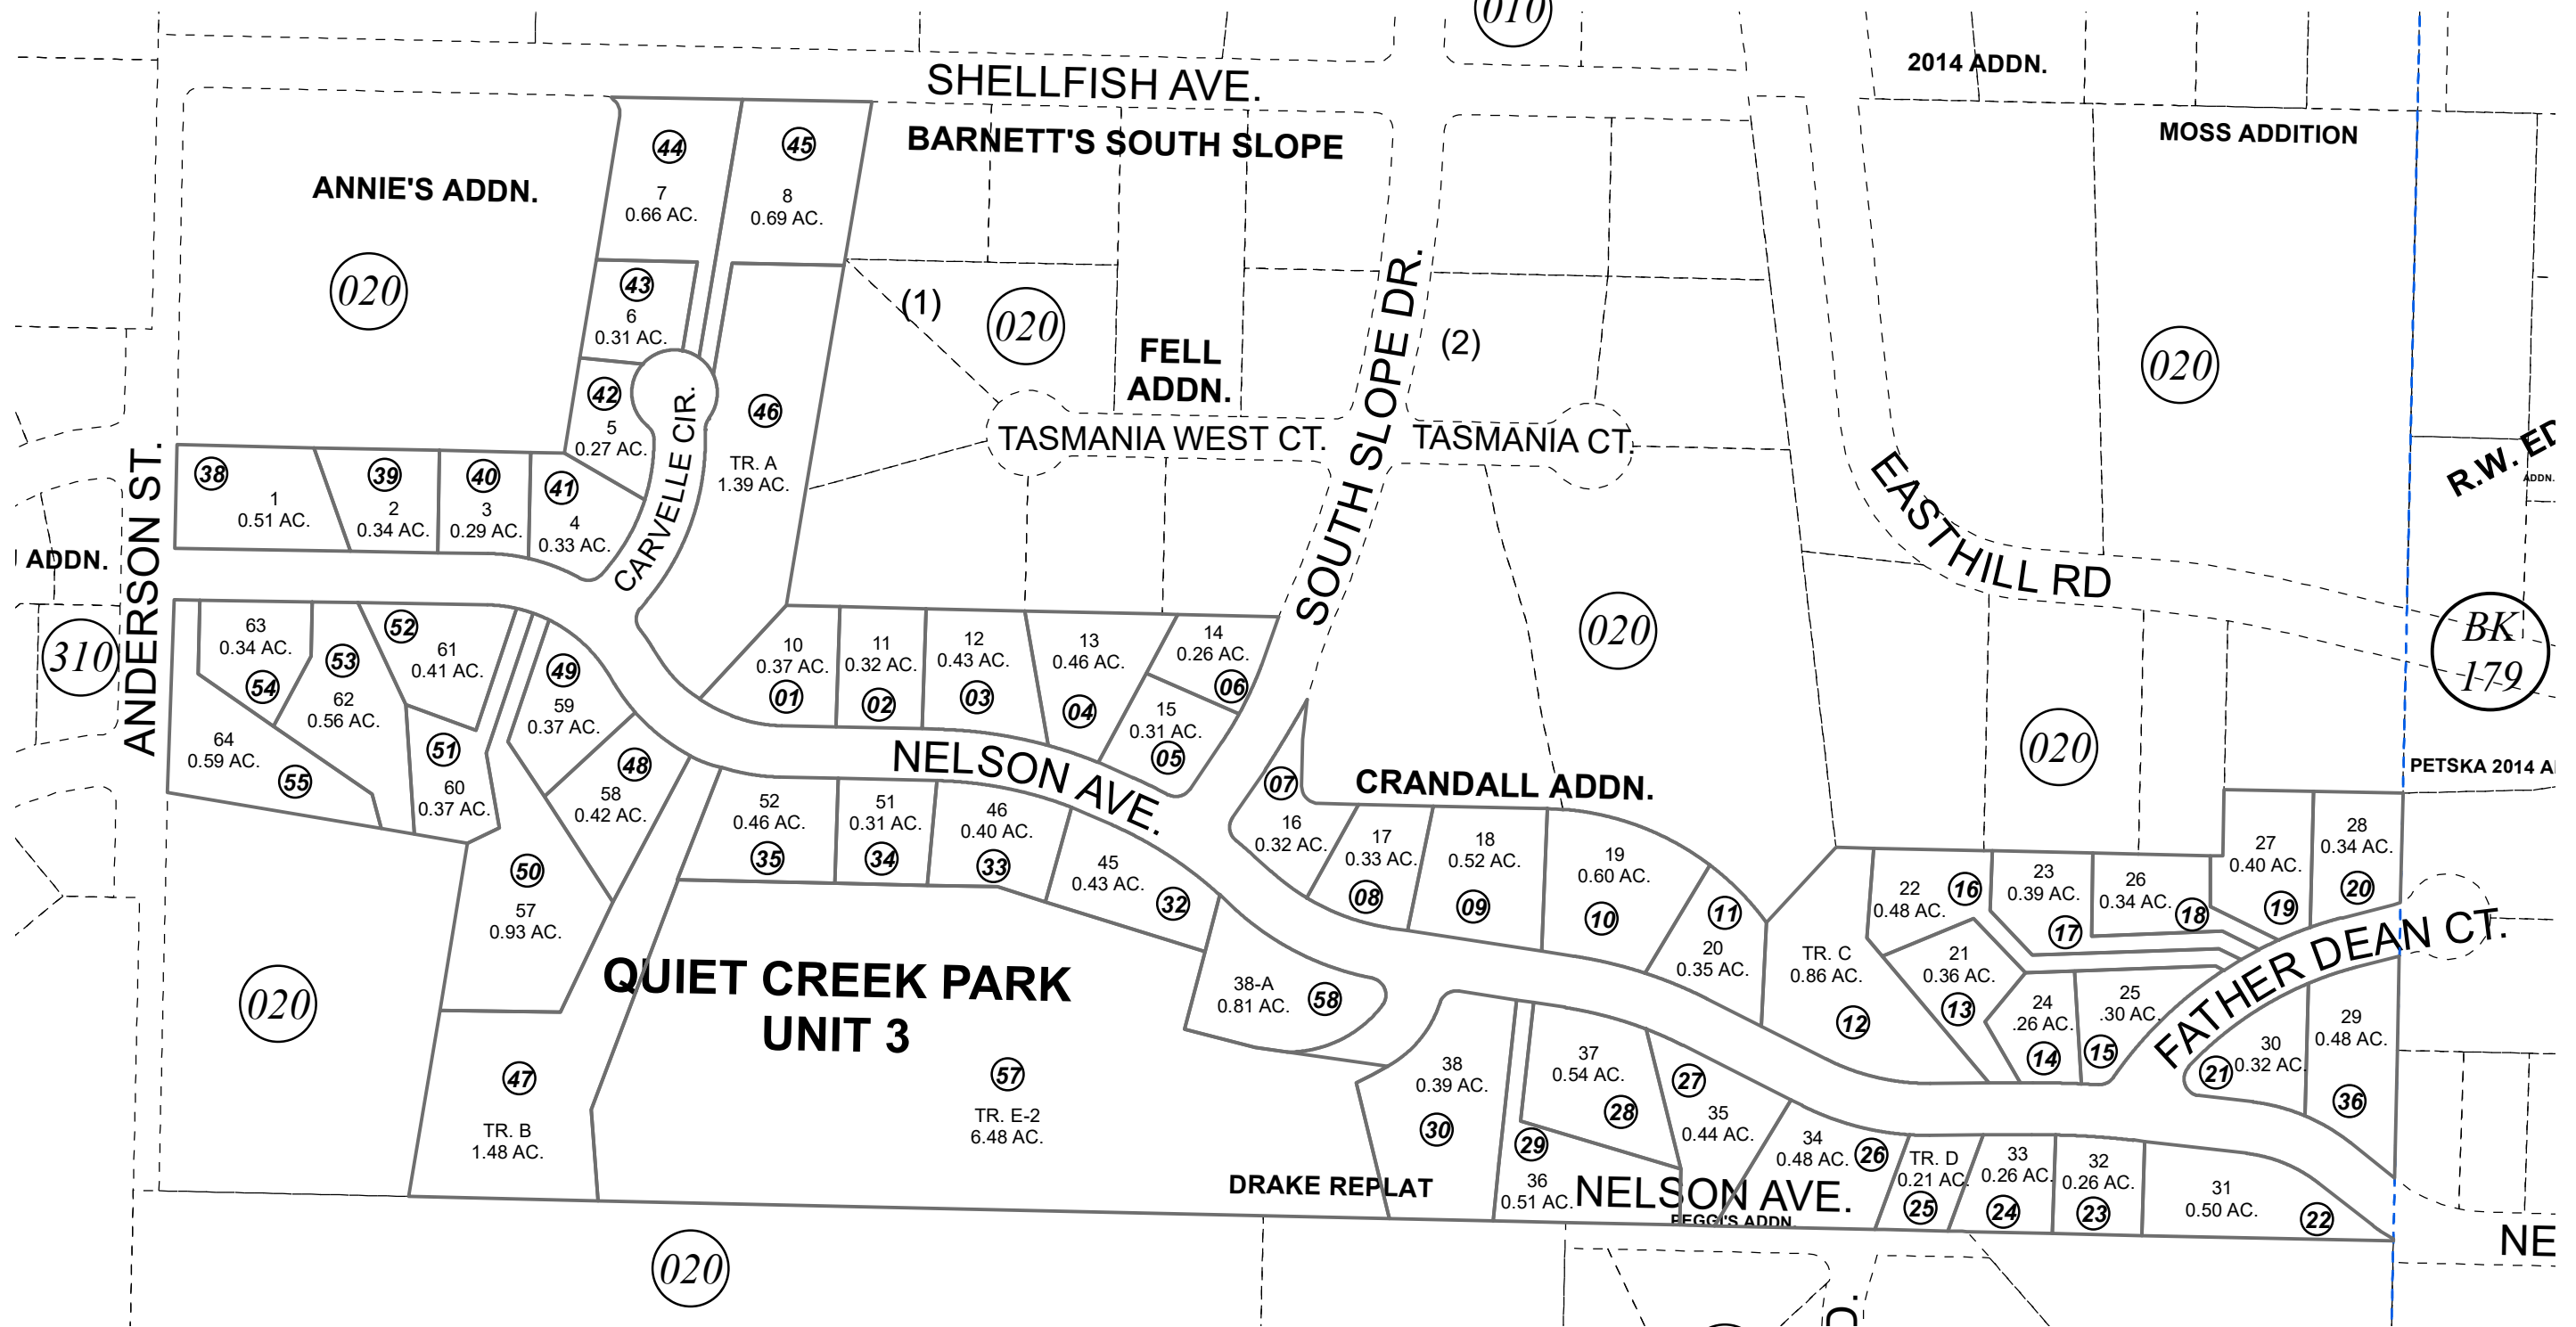 010
SHELLFISH AVE.
2014 ADDN.
BARNETT'S SOUTH SLOPE
MOSS ADDITION
ANNIE'S ADDN.
44
7
0.66 AC.
45
8
0.69 AC.
020
43
6
0.31 AC.
(1)
020
FELL
ADDN.
SOUTH SLOPE DR.
(2)
020
42
5
0.27 AC.
CARVELLE CIR.
46
TR. A
1.39 AC.
TASMANIA WEST CT.
TASMANIA CT.
EASTHILL RD
R.W. ED
ADDN.
ANDERSON ST.
38
1
0.51 AC.
39
2
0.34 AC.
40
3
0.29 AC.
41
4
0.33 AC.
ADDN.
310
63
0.34 AC.
54
53
62
0.56 AC.
52
61
0.41 AC.
49
59
0.37 AC.
64
0.59 AC.
55
51
60
0.37 AC.
48
58
0.42 AC.
10
0.37 AC.
01
11
0.32 AC.
02
12
0.43 AC.
03
13
0.46 AC.
04
14
0.26 AC.
06
15
0.31 AC.
05
020
BK
179
020
PETSKA 2014 A
NELSON AVE.
CRANDALL ADDN.
07
16
0.32 AC.
17
0.33 AC.
08
18
0.52 AC.
09
19
0.60 AC.
10
11
20
0.35 AC.
52
0.46 AC.
35
51
0.31 AC.
34
46
0.40 AC.
33
45
0.43 AC.
32
50
57
0.93 AC.
22
0.48 AC.
16
23
0.39 AC.
17
26
0.34 AC.
18
27
0.40 AC.
19
28
0.34 AC.
20
FATHER DEAN CT.
TR. C
0.86 AC.
12
21
0.36 AC.
13
24
.26 AC.
14
25
.30 AC.
15
30
0.32 AC.
21
29
0.48 AC.
36
020
QUIET CREEK PARK
UNIT 3
38-A
0.81 AC.
58
47
TR. B
1.48 AC.
57
TR. E-2
6.48 AC.
38
0.39 AC.
30
37
0.54 AC.
28
27
35
0.44 AC.
29
36
0.51 AC.
34
0.48 AC.
26
TR. D
0.21 AC.
25
33
0.26 AC.
24
32
0.26 AC.
23
31
0.50 AC.
22
DRAKE REPLAT
NELSON AVE.
PEGGY'S ADDN.
NE
020